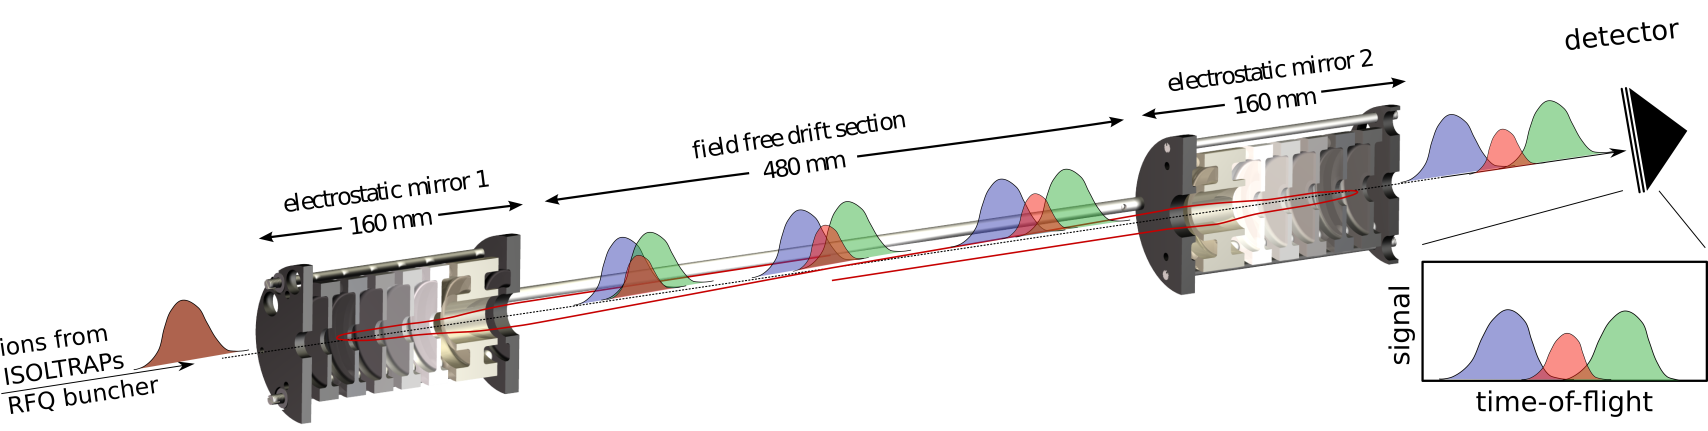 ions from
ISOLTRAPs
RFQ buncher
electrostatic mirror 1
160 mm
field free drift section
480 mm
electrostatic mirror 2
160 mm
detector
signal
time-of-flight